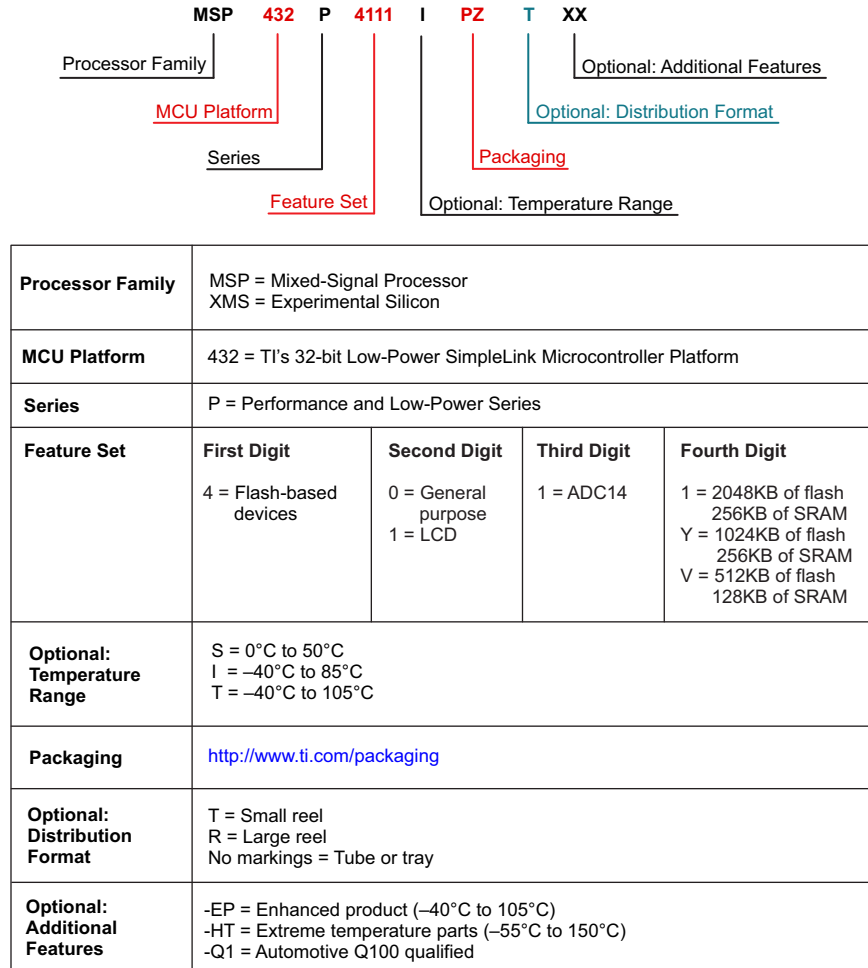 MSP 432 P 4111 I PZ T XX
Processor Family
Optional: Additional Features
MCU Platform
Optional: Distribution Format
Series
Packaging
Feature Set
Optional: Temperature Range
Processor Family
MSP = Mixed-Signal Processor
XMS = Experimental Silicon
MCU Platform
432 = TI's 32-bit Low-Power SimpleLink Microcontroller Platform
Series
P = Performance and Low-Power Series
Feature Set
First Digit
4 = Flash-based
devices
Second Digit
0 = General
purpose
1 = LCD
Third Digit
1 = ADC14
Fourth Digit
1 = 2048KB of flash
256KB of SRAM
Y = 1024KB of flash
256KB of SRAM
V = 512KB of flash
128KB of SRAM
Optional:
Temperature
Range
S = 0°C to 50°C
I = –40°C to 85°C
T = –40°C to 105°C
Packaging
http://www.ti.com/packaging
Optional:
Distribution
Format
T = Small reel
R = Large reel
No markings = Tube or tray
Optional:
Additional
Features
-EP = Enhanced product (–40°C to 105°C)
-HT = Extreme temperature parts (–55°C to 150°C)
-Q1 = Automotive Q100 qualified